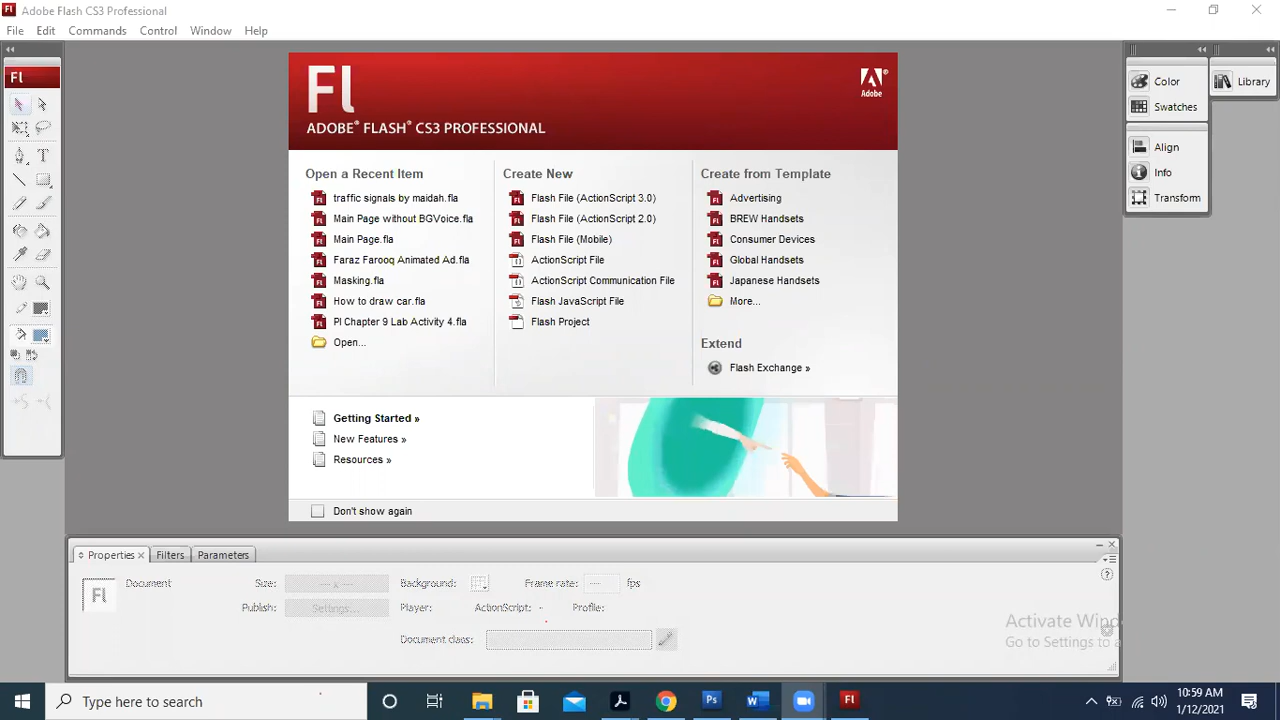 Fl Adobe Flash CS3 Professional
File Edit Commands Control Window Help
Fl
Fl
Adobe
ADOBE® FLASH® CS3 PROFESSIONAL
Open a Recent Item
traffic signals by maidah.fla
Main Page without BGVoice.fla
Main Page.fla
Faraz Farooq Animated Ad.fla
Masking.fla
How to draw car.fla
PI Chapter 9 Lab Activity 4.fla
Open...
Create New
Flash File (ActionScript 3.0)
Flash File (ActionScript 2.0)
Flash File (Mobile)
ActionScript File
ActionScript Communication File
Flash JavaScript File
Flash Project
Create from Template
Advertising
BREW Handsets
Consumer Devices
Global Handsets
Japanese Handsets
More...
Extend
Flash Exchange »
Getting Started »
New Features »
Resources »
Don't show again
Color
Swatches
Align
Info
Transform
Library
Properties Filters Parameters
Fl
Document
Size: Background: Frame rate: fps
Publish: Settings... Player: ActionScript: Profile:
Document class:
Activate Wind
Go to Settings to a
Type here to search
Ps
W
Fl
10:59 AM
1/12/2021